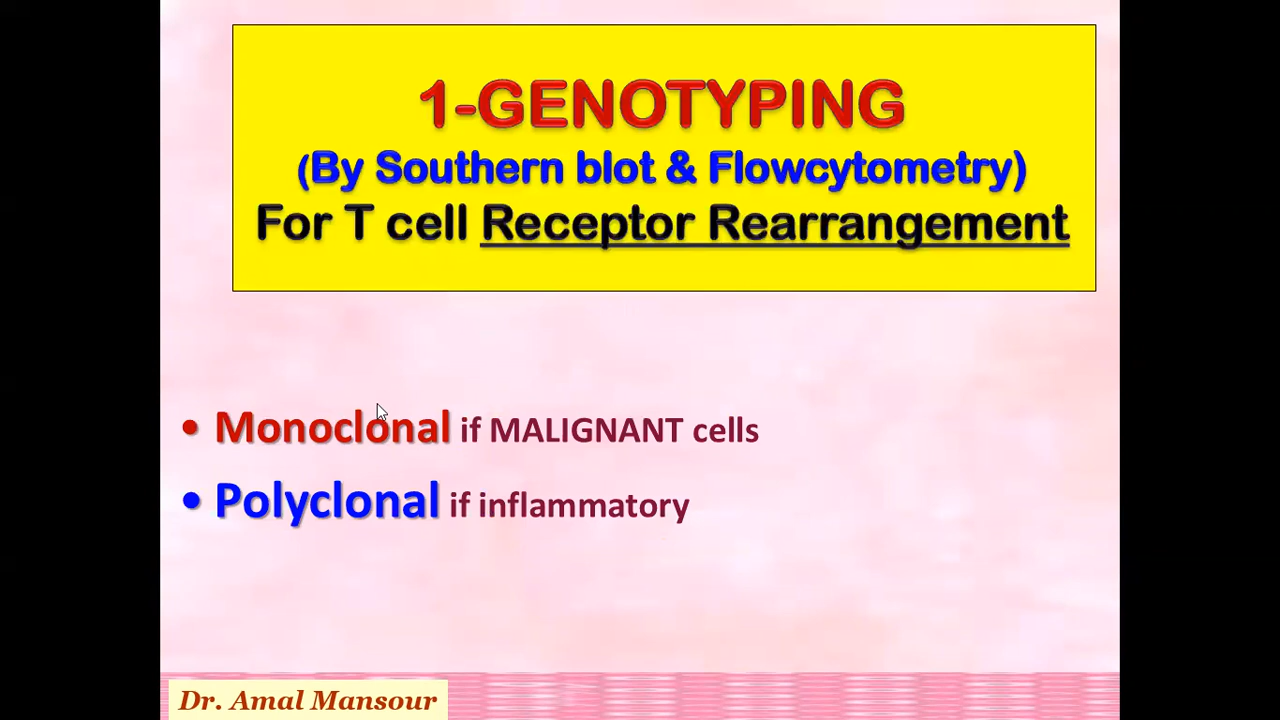 1-GENOTYPING
(By Southern blot & Flowcytometry)
For T cell Receptor Rearrangement
• Monoclonal if MALIGNANT cells
• Polyclonal if inflammatory
Dr. Amal Mansour